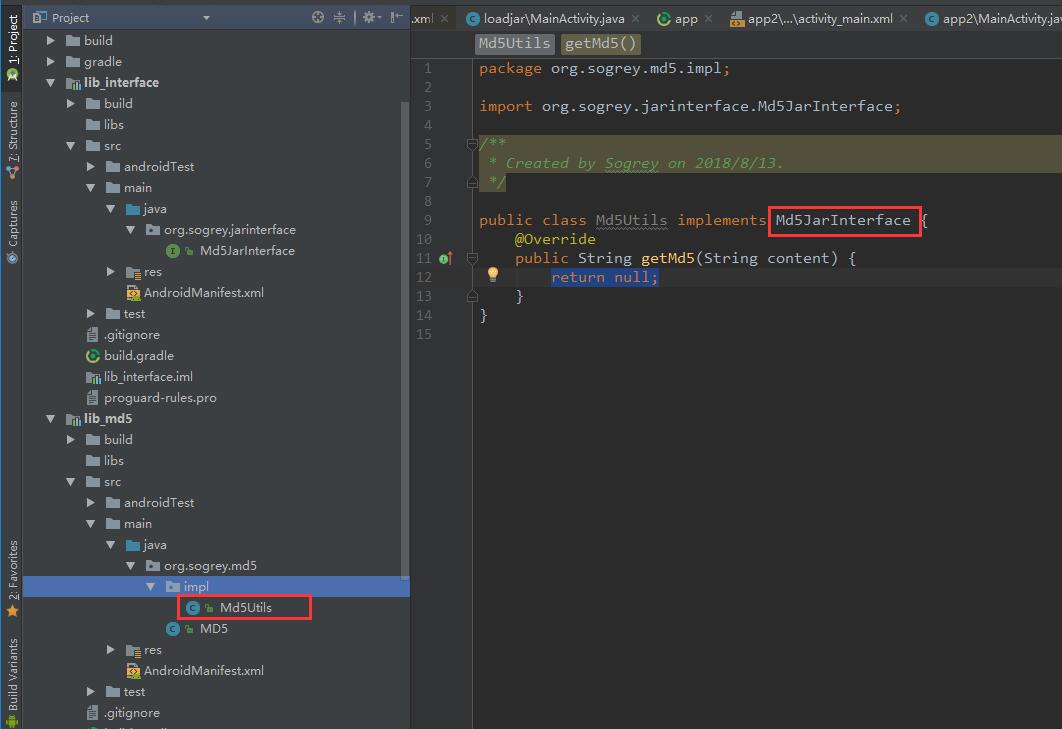 1: Project
7: Structure
Captures
2: Favorites
Build Variants
Project
build
gradle
lib_interface
build
libs
src
androidTest
main
java
org.sogrey.jarinterface
Md5JarInterface
res
AndroidManifest.xml
test
.gitignore
build.gradle
lib_interface.iml
proguard-rules.pro
lib_md5
build
libs
src
androidTest
main
java
org.sogrey.md5
impl
Md5Utils
MD5
res
AndroidManifest.xml
test
.gitignore
.xml loadjar\MainActivity.java app app2\...\activity_main.xml app2\MainActivity.jav
Md5Utils getMd5()
1 package org.sogrey.md5.impl;
2
3 import org.sogrey.jarinterface.Md5JarInterface;
4
5 /**
6 * Created by Sogrey on 2018/8/13.
7 */
8
9 public class Md5Utils implements Md5JarInterface {
10 @Override
11 public String getMd5(String content) {
12 return null;
13 }
14 }
15